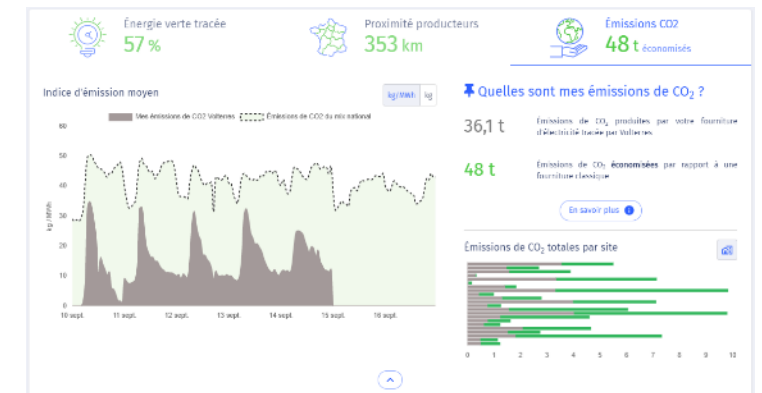 Énergie verte tracée
57 %
Proximité producteurs
353 km
Émissions CO2
48 t économisés
Indice d'émission moyen
kg/MWh kg
Mes émissions de CO2 Volterres
Émissions de CO2 du mix national
60
50
40
30
20
10
0
kg / MWh
10 sept. 11 sept. 12 sept. 13 sept. 14 sept. 15 sept. 16 sept.
Quelles sont mes émissions de CO₂ ?
36,1 t
Émissions de CO₂ produites par votre fourniture
d'électricité tracée par Volterres
48 t
Émissions de CO₂ économisées par rapport à une
fourniture classique
En savoir plus
Émissions de CO₂ totales par site
0 1 2 3 4 5 6 7 8 9 10